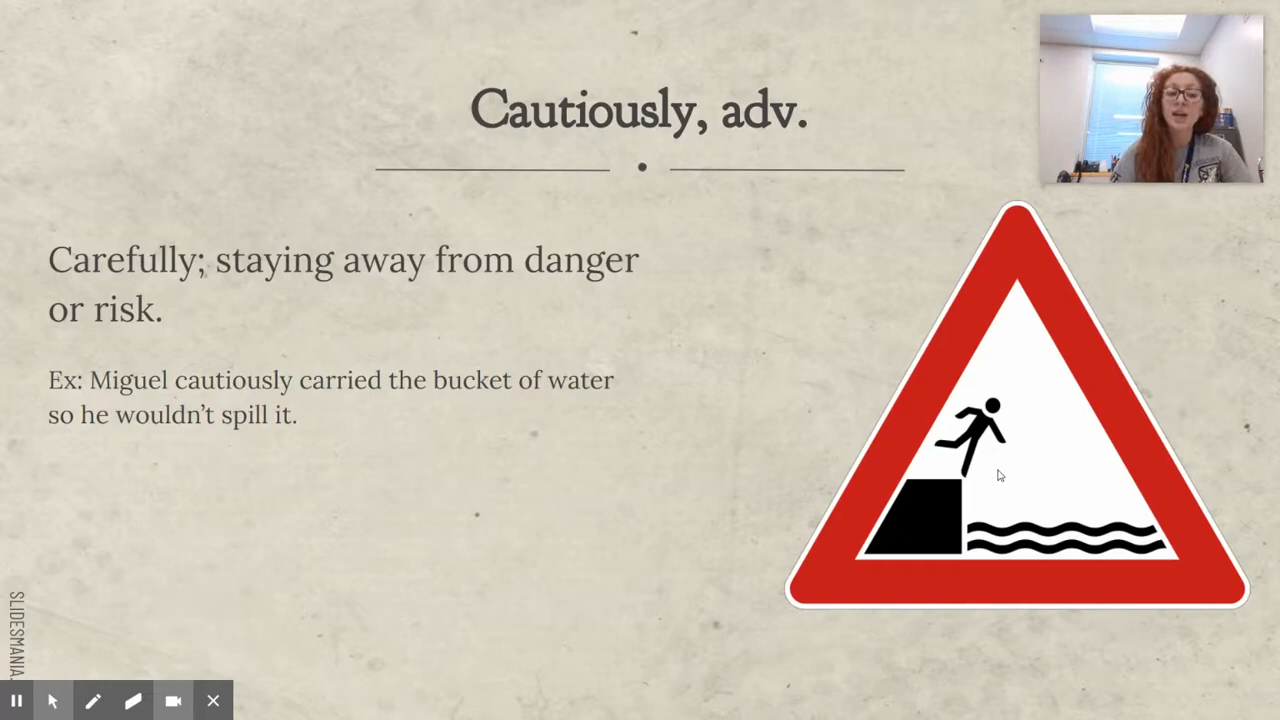 Cautiously, adv.
Carefully; staying away from danger
or risk.
Ex: Miguel cautiously carried the bucket of water
so he wouldn’t spill it.
SLIDESMANIA.